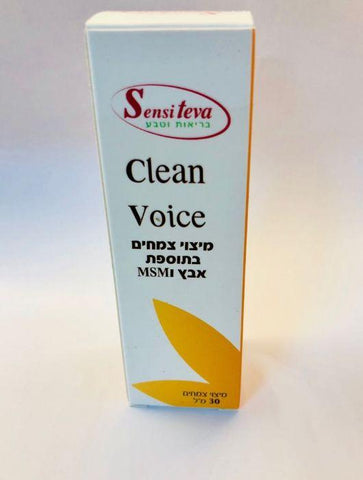 Sensiteva
בריאות וטבע
Clean
Voice
מיצוי צמחים
בתוספת
אבץ וMSM
מיצוי צמחים
30 מ"ל